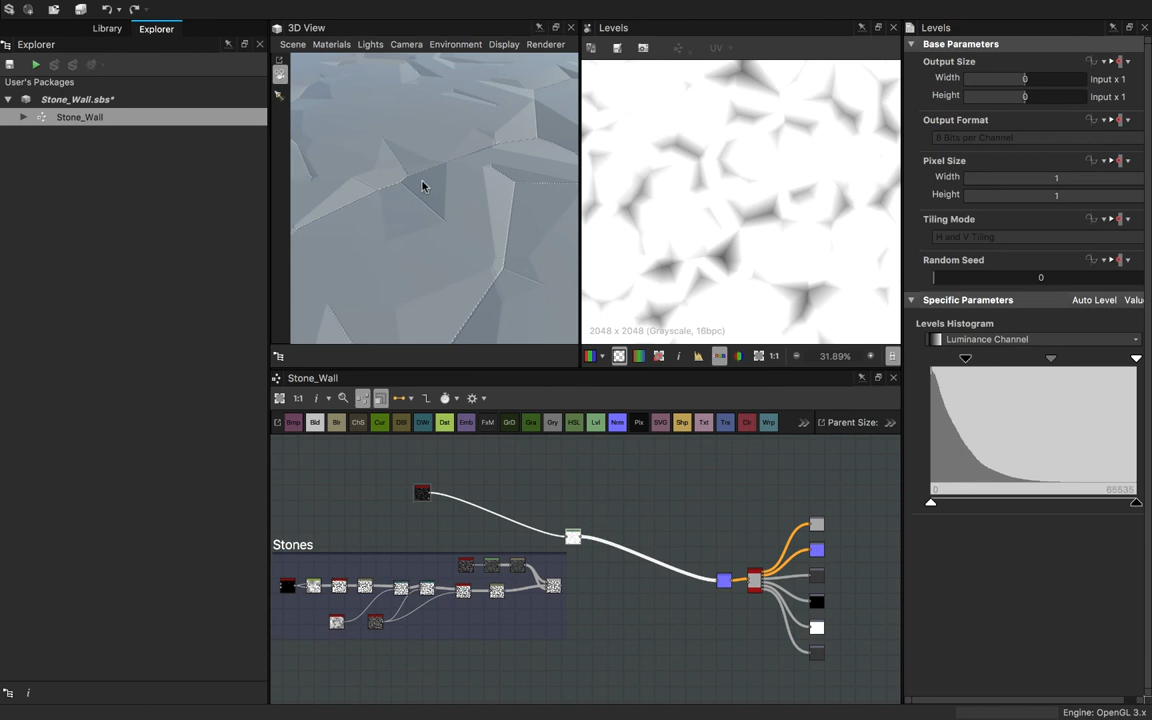 Library
Explorer
Explorer
User's Packages
Stone_Wall.sbs*
Stone_Wall
3D View
Scene Materials Lights Camera Environment Display Renderer
Levels
UV
2048 x 2048 (Grayscale, 16bpc)
1:1
31.89%
Stone_Wall
1:1
Bmp Bld Blr ChS Cur DBl DWr Dst Emb FxM GrD Gra Gry HSL Lvl Nrm Plx SVG Shp Txt Trs Clr Wrp
Parent Size:
Stones
Levels
Base Parameters
Output Size
Width 0 Input x 1
Height 0 Input x 1
Output Format
8 Bits per Channel
Pixel Size
Width 1
Height 1
Tiling Mode
H and V Tiling
Random Seed
0
Specific Parameters Auto Level Valu
Levels Histogram
Luminance Channel
0 65535
Engine: OpenGL 3.x